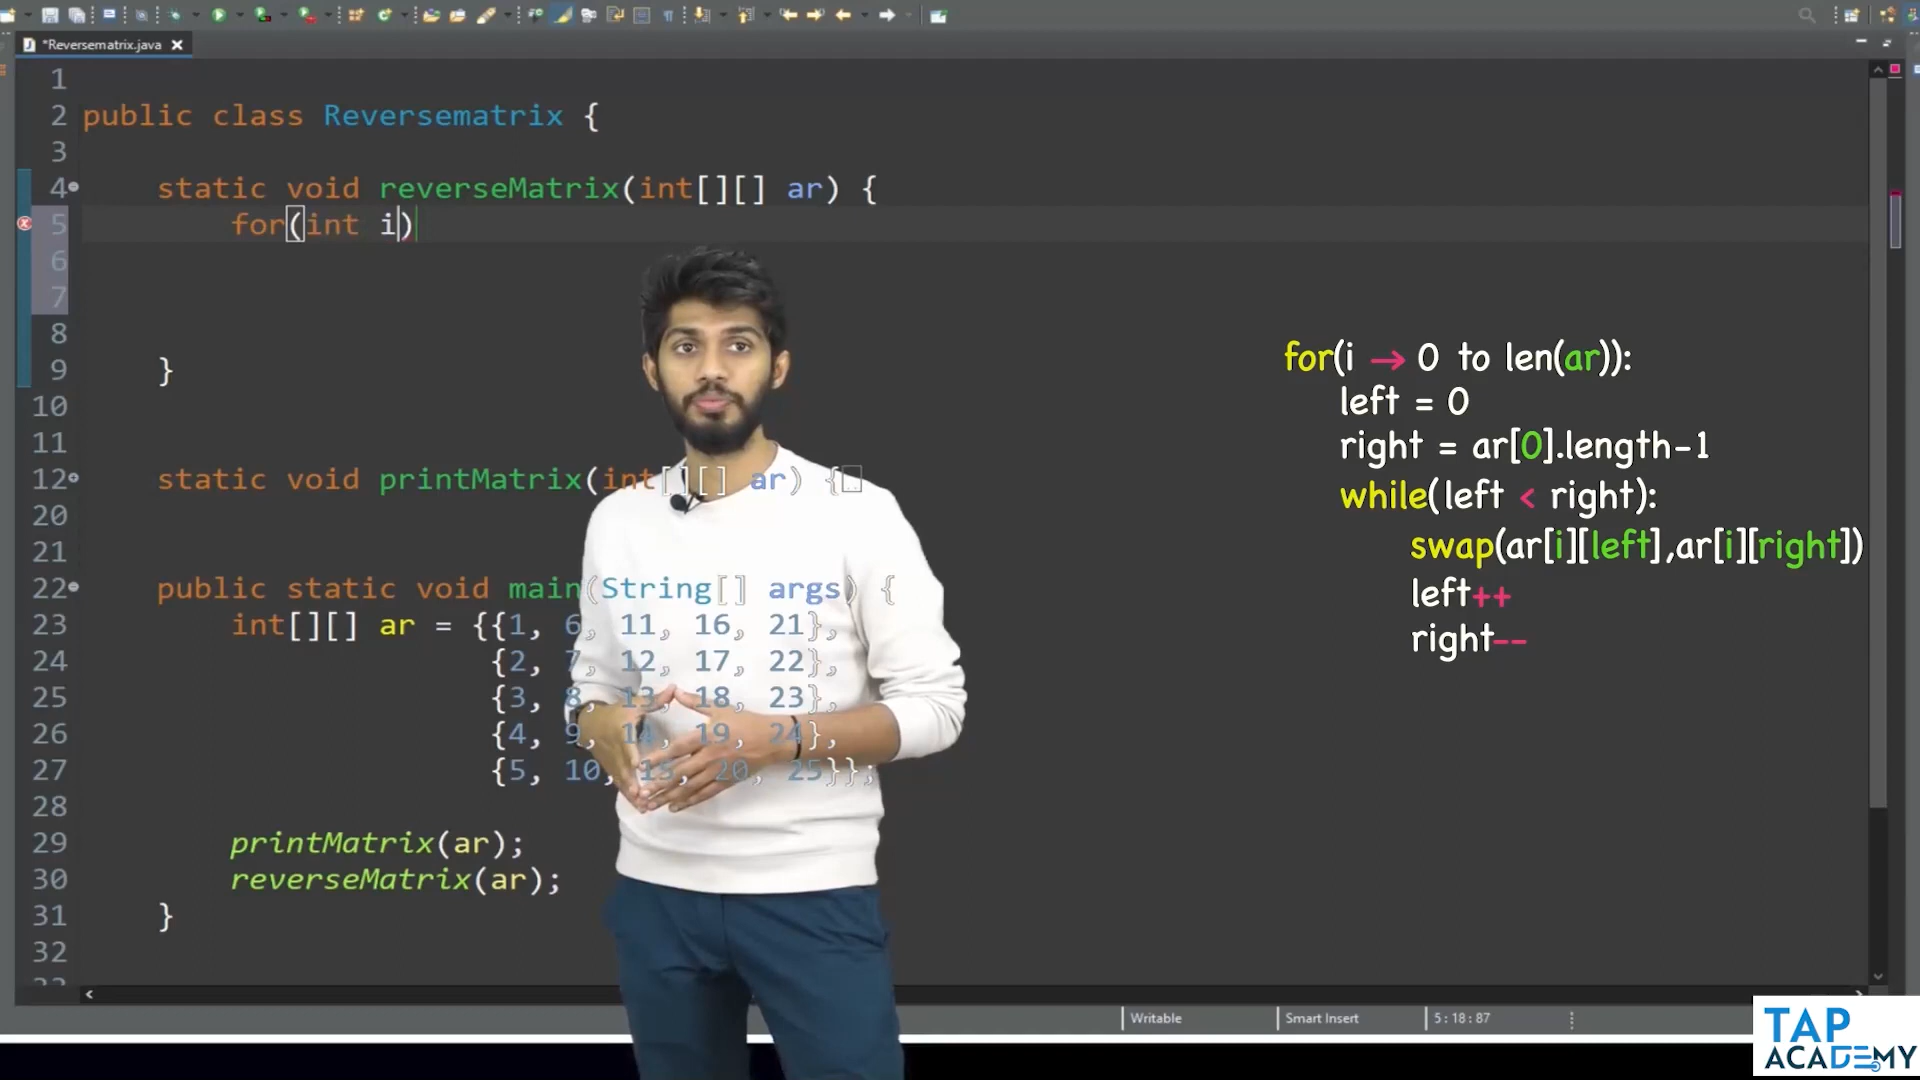 *Reversematrix.java
1
2 public class Reversematrix {
3
4 static void reverseMatrix(int[][] ar) {
5 for(int i)
6
7
8
9 }
10
11
12 static void printMatrix(int[][] ar) {
20
21
22 public static void main(String[] args) {
23 int[][] ar = {{1, 6, 11, 16, 21},
24 {2, 7, 12, 17, 22},
25 {3, 8, 13, 18, 23},
26 {4, 9, 14, 19, 24},
27 {5, 10, 15, 20, 25}};
28
29 printMatrix(ar);
30 reverseMatrix(ar);
31 }
32
for(i → 0 to len(ar)):
left = 0
right = ar[0].length-1
while(left < right):
swap(ar[i][left],ar[i][right])
left++
right--
Writable
Smart Insert
5:18:87
TAP
ACADEMY